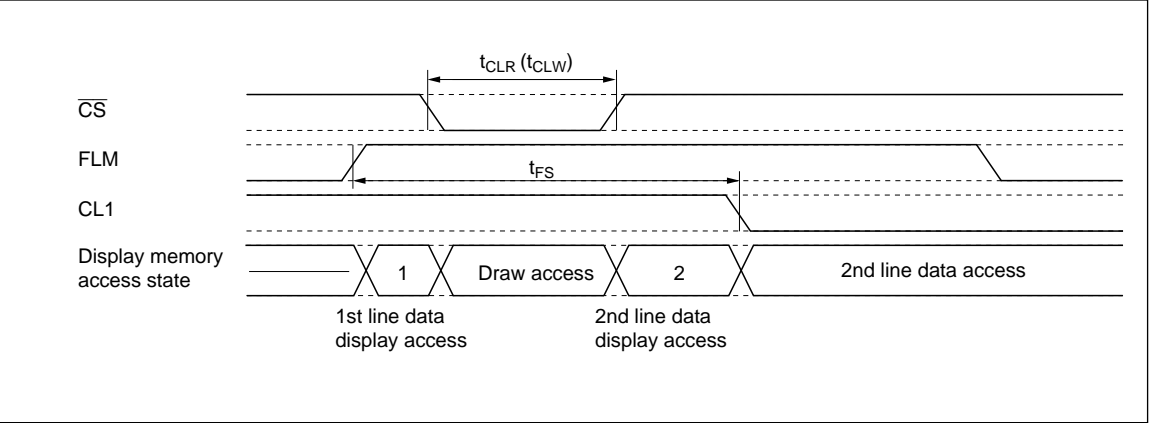 tCLR (tCLW)
CS
FLM
tFS
CL1
Display memory
access state
1
Draw access
2
2nd line data access
1st line data
display access
2nd line data
display access